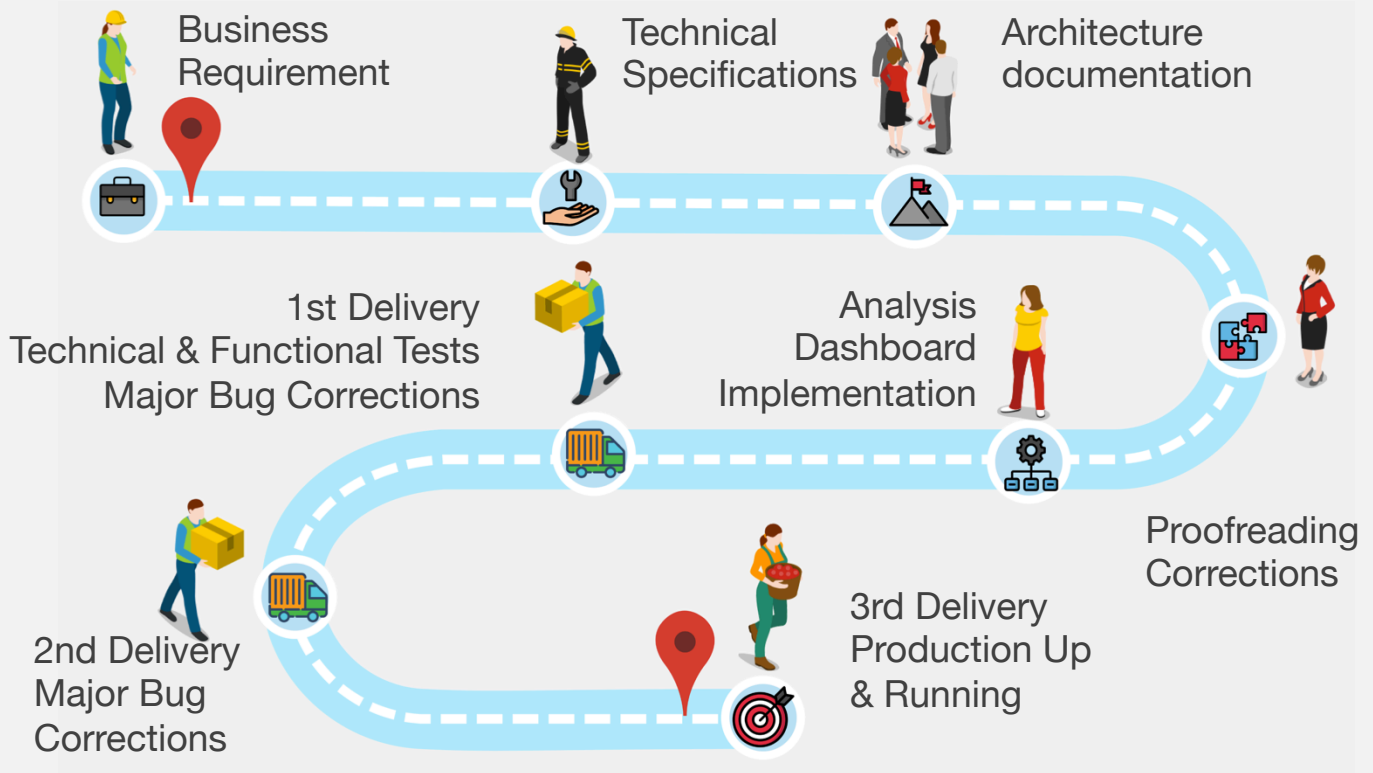 Business
Requirement
Technical
Specifications
Architecture
documentation
Proofreading
Corrections
Analysis
Dashboard
Implementation
1st Delivery
Technical & Functional Tests
Major Bug Corrections
2nd Delivery
Major Bug
Corrections
3rd Delivery
Production Up
& Running